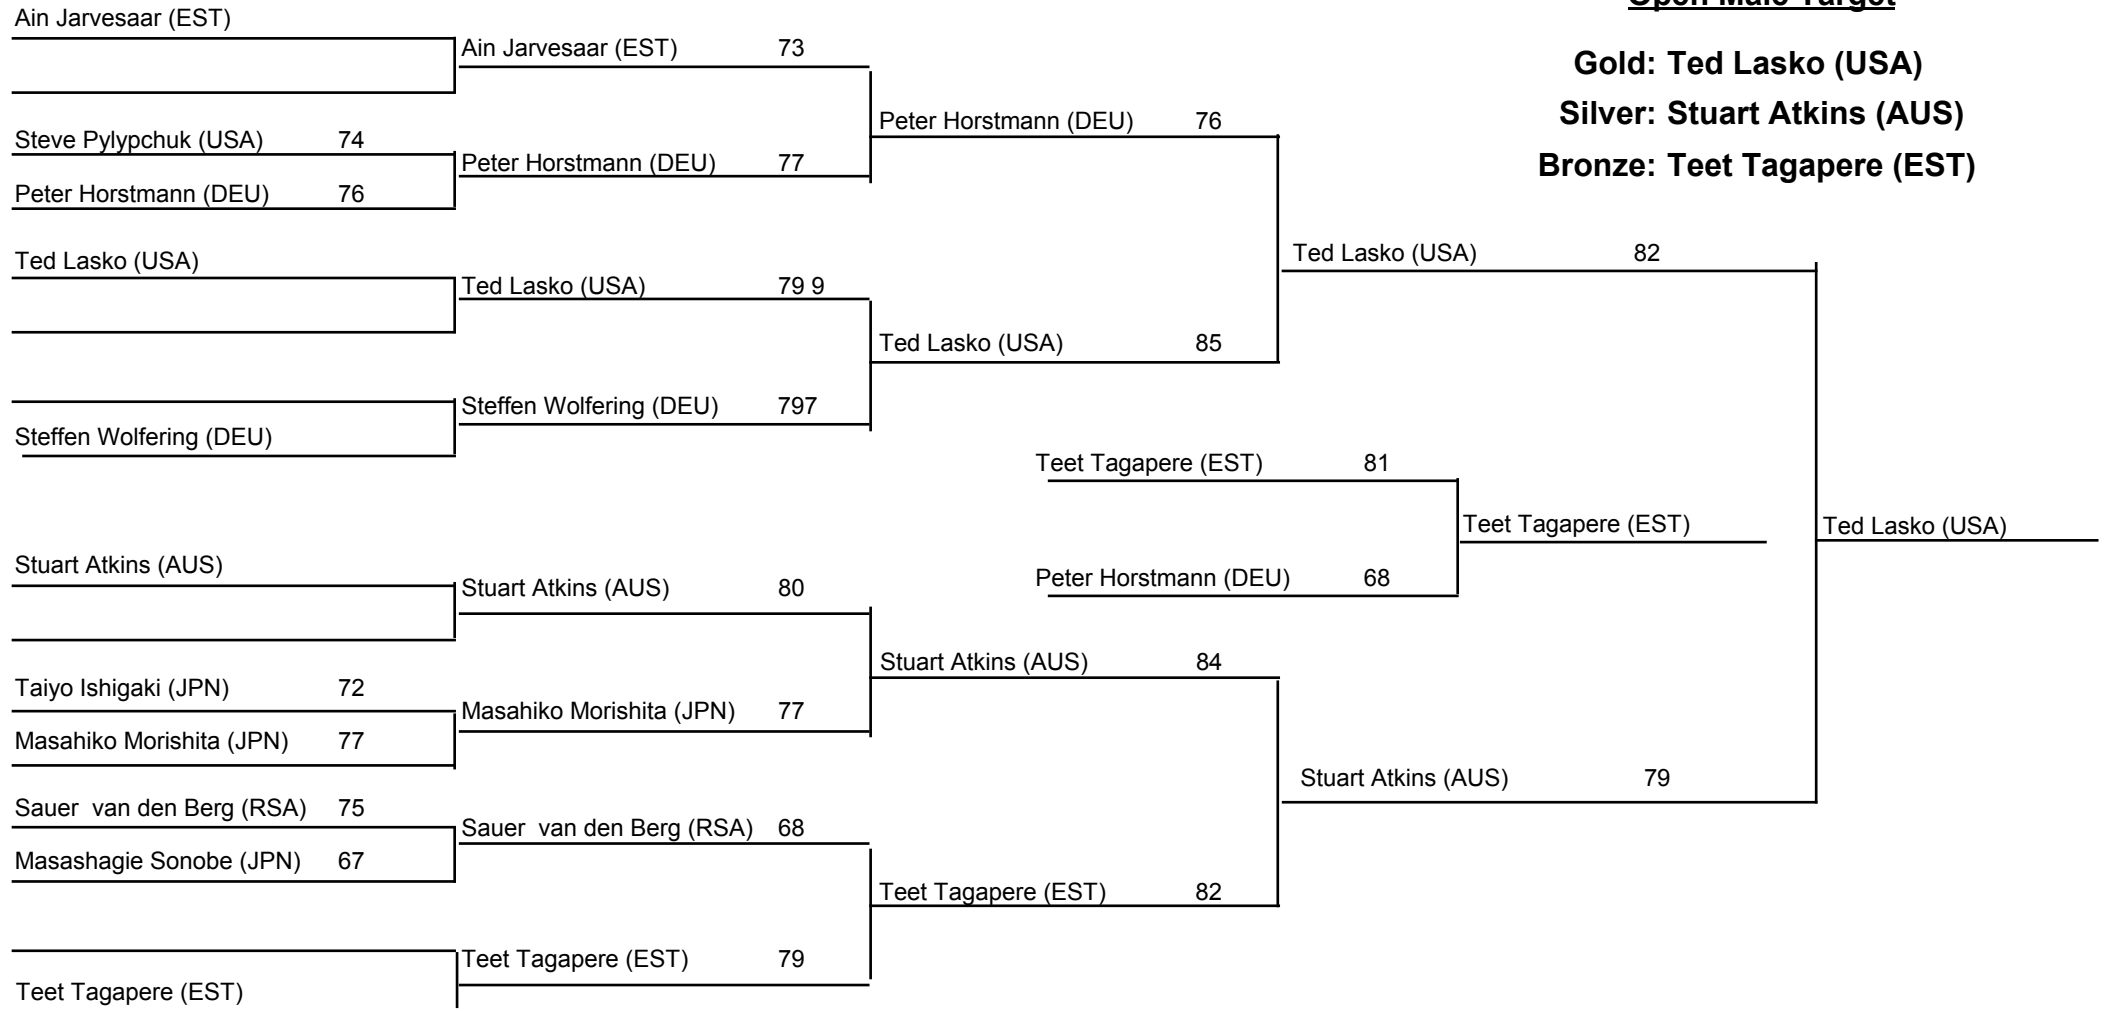 Open Male Target
Gold: Ted Lasko (USA)
Silver: Stuart Atkins (AUS)
Bronze: Teet Tagapere (EST)
Ain Jarvesaar (EST)
Steve Pylypchuk (USA) 74
Peter Horstmann (DEU) 76
Ted Lasko (USA)
Steffen Wolfering (DEU)
Stuart Atkins (AUS)
Taiyo Ishigaki (JPN) 72
Masahiko Morishita (JPN) 77
Sauer  van den Berg (RSA) 75
Masashagie Sonobe (JPN) 67
Teet Tagapere (EST)
Ain Jarvesaar (EST) 73
Peter Horstmann (DEU) 77
Ted Lasko (USA) 79 9
Steffen Wolfering (DEU) 797
Stuart Atkins (AUS) 80
Masahiko Morishita (JPN) 77
Sauer  van den Berg (RSA) 68
Teet Tagapere (EST) 79
Peter Horstmann (DEU) 76
Ted Lasko (USA) 85
Stuart Atkins (AUS) 84
Teet Tagapere (EST) 82
Teet Tagapere (EST) 81
Peter Horstmann (DEU) 68
Teet Tagapere (EST)
Ted Lasko (USA) 82
Stuart Atkins (AUS) 79
Ted Lasko (USA)